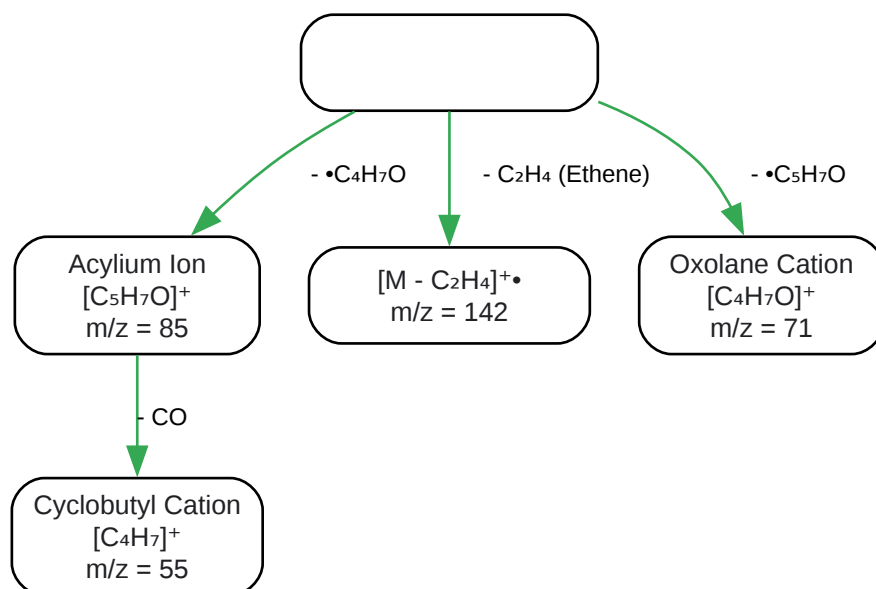 - •C₄H₇O
- C₂H₄ (Ethene)
- •C₅H₇O
Acylium Ion
[C₅H₇O]⁺
m/z = 85
[M - C₂H₄]⁺•
m/z = 142
Oxolane Cation
[C₄H₇O]⁺
m/z = 71
- CO
Cyclobutyl Cation
[C₄H₇]⁺
m/z = 55